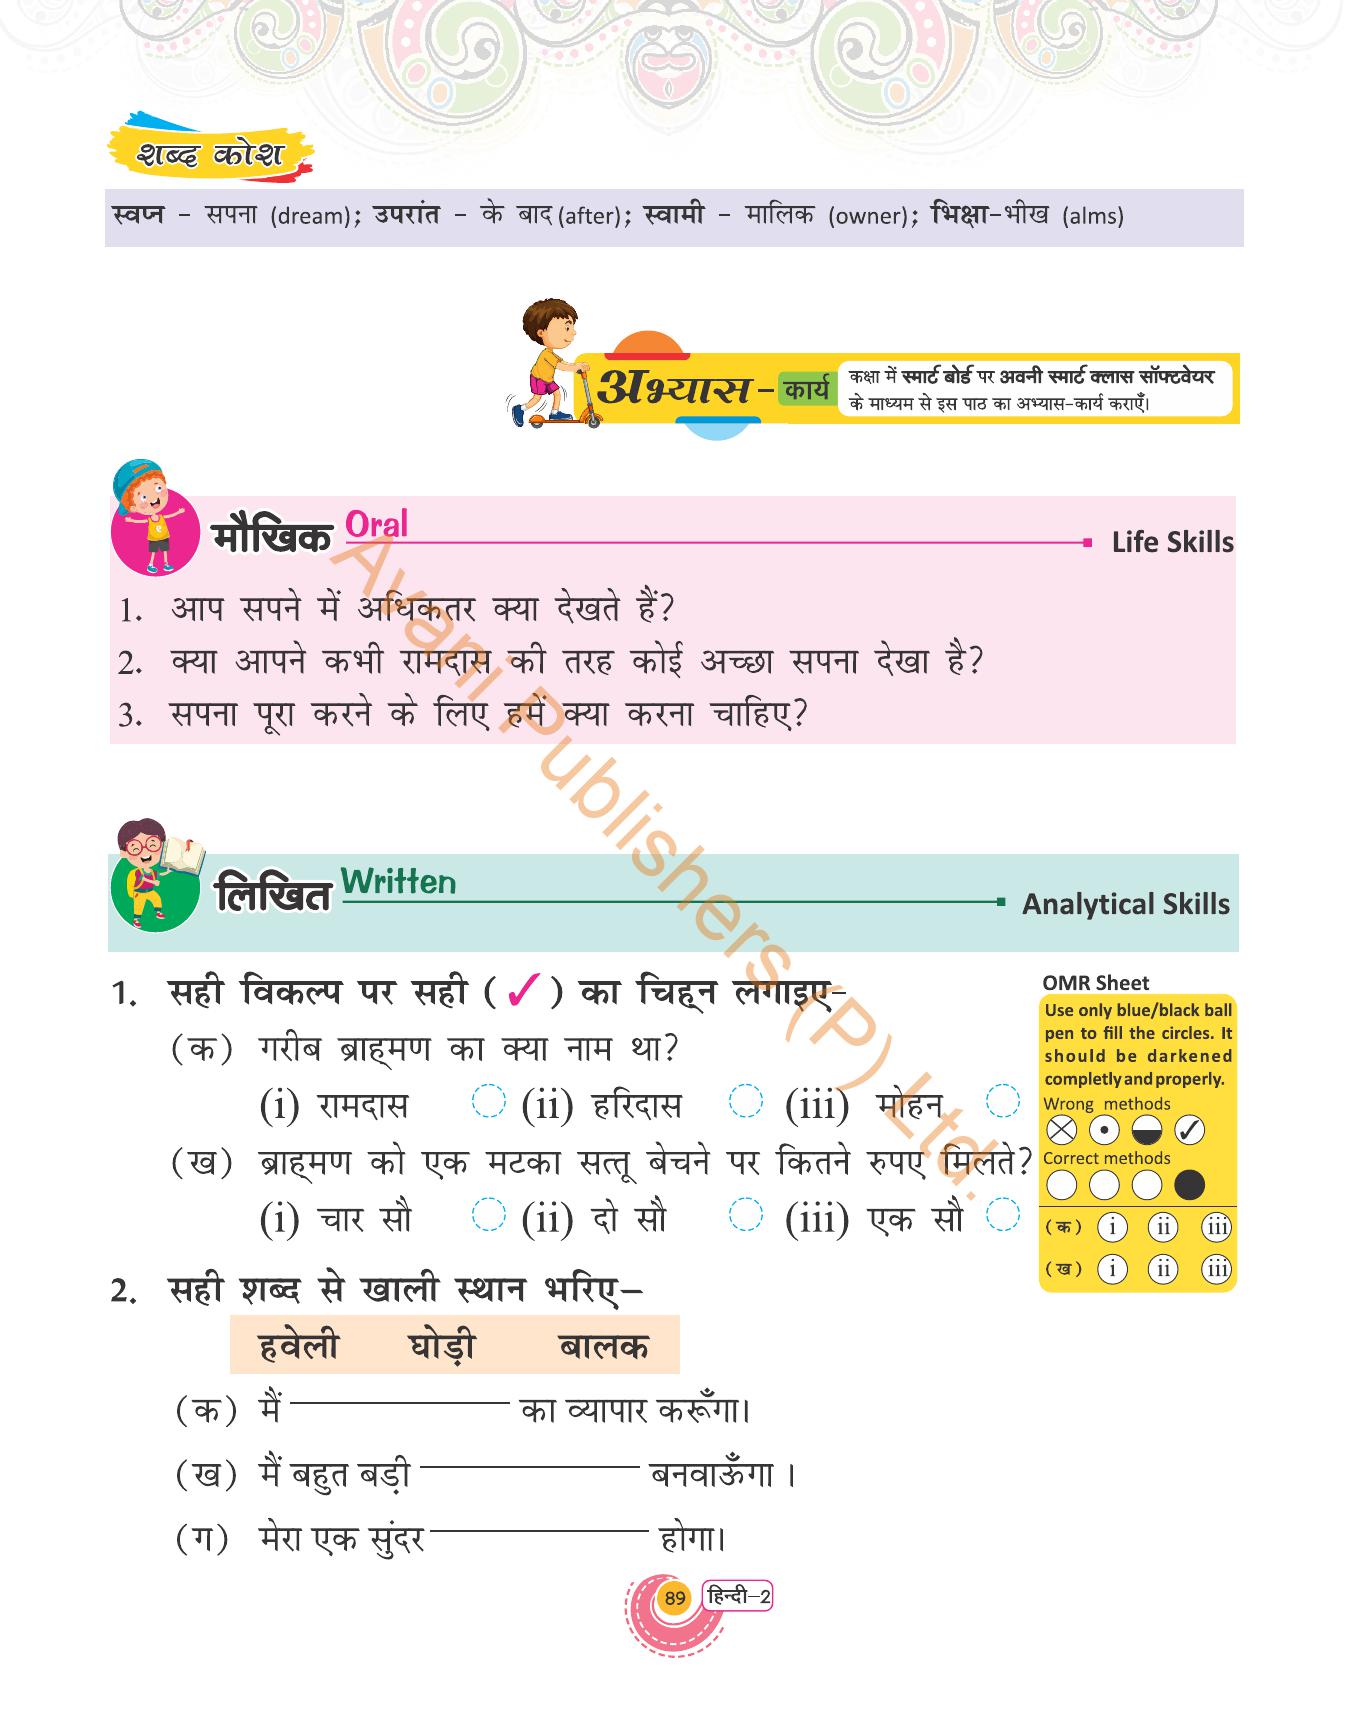 शब्द कोश
स्वप्न - सपना (dream); उपरांत - के बाद (after); स्वामी - मालिक (owner); भिक्षा-भीख (alms)
अभ्यास - कार्य
कक्षा में स्मार्ट बोर्ड पर अवनी स्मार्ट क्लास सॉफ्टवेयर
के माध्यम से इस पाठ का अभ्यास-कार्य कराएँ।
मौखिक Oral Life Skills
1. आप सपने में अधिकतर क्या देखते हैं?
2. क्या आपने कभी रामदास की तरह कोई अच्छा सपना देखा है?
3. सपना पूरा करने के लिए हमें क्या करना चाहिए?
Avani Publishers (P) Ltd.
लिखित Written Analytical Skills
1. सही विकल्प पर सही (✓) का चिह्न लगाइए-
(क) गरीब ब्राह्मण का क्या नाम था?
(i) रामदास (ii) हरिदास (iii) मोहन
(ख) ब्राह्मण को एक मटका सत्तू बेचने पर कितने रुपए मिलते?
(i) चार सौ (ii) दो सौ (iii) एक सौ
OMR Sheet
Use only blue/black ball
pen to fill the circles. It
should be darkened
completly and properly.
Wrong methods
Correct methods
(क) i ii iii
(ख) i ii iii
2. सही शब्द से खाली स्थान भरिए–
हवेली घोड़ी बालक
(क) मैं ____________ का व्यापार करूँगा।
(ख) मैं बहुत बड़ी ____________ बनवाऊँगा ।
(ग) मेरा एक सुंदर ____________ होगा।
89 हिन्दी–2